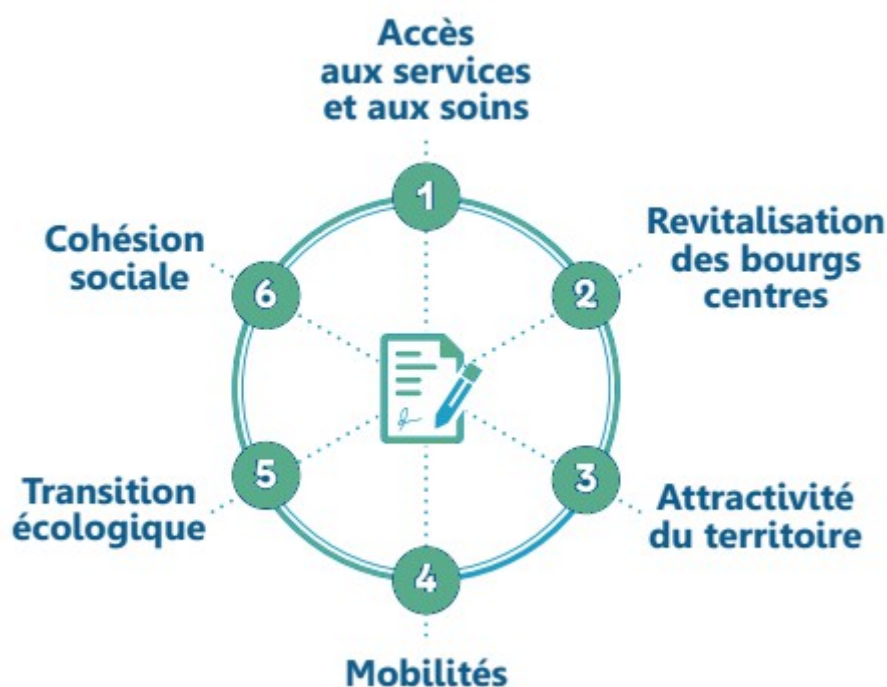 Accès
aux services
et aux soins
1
Revitalisation
des bourgs
centres
2
3
Attractivité
du territoire
4
Mobilités
5
Transition
écologique
6
Cohésion
sociale